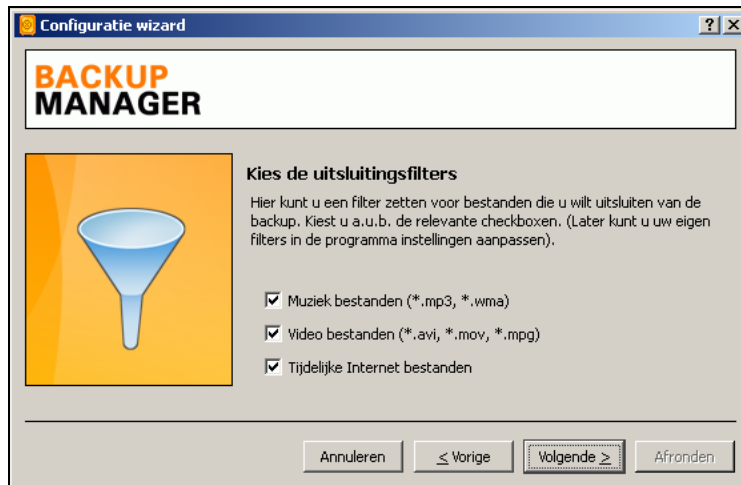 Configuratie wizard
BACKUP
MANAGER
Kies de uitsluitingsfilters
Hier kunt u een filter zetten voor bestanden die u wilt uitsluiten van de
backup. Kiest u a.u.b. de relevante checkboxen. (Later kunt u uw eigen
filters in de programma instellingen aanpassen).
Muziek bestanden (*.mp3, *.wma)
Video bestanden (*.avi, *.mov, *.mpg)
Tijdelijke Internet bestanden
Annuleren
< Vorige
Volgende >
Afronden